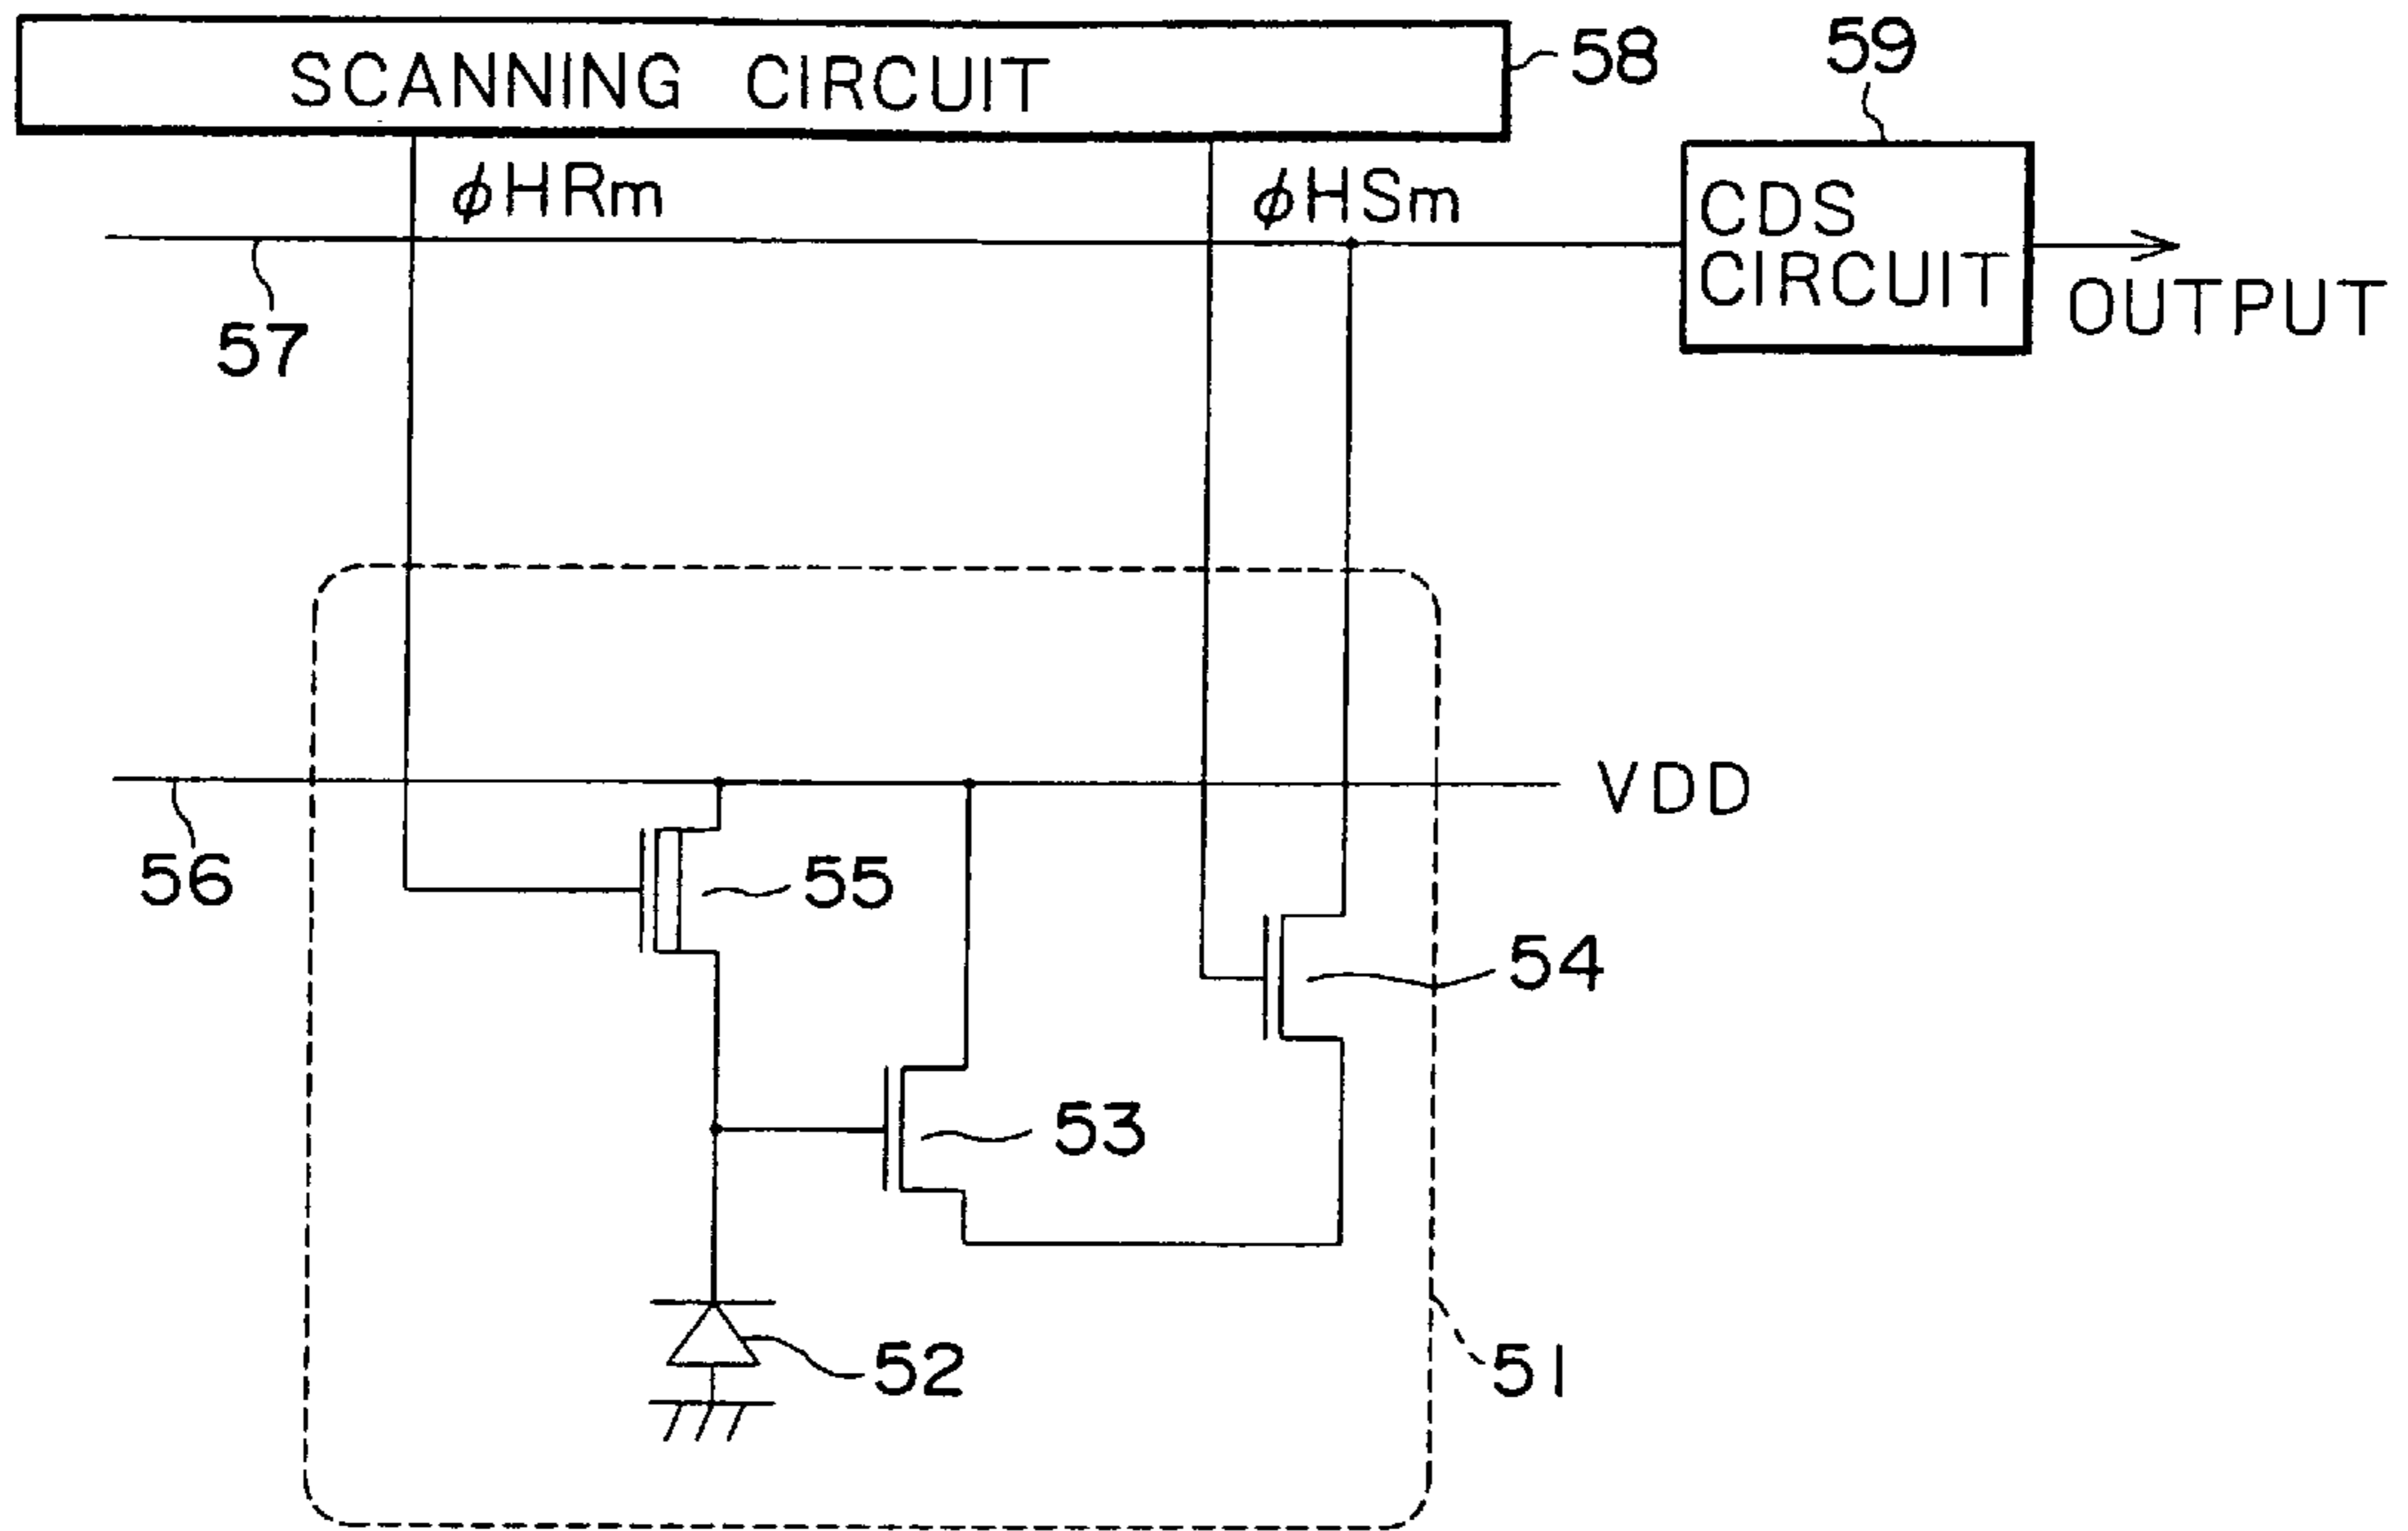 SCANNING CIRCUIT
58
59
φHRm
φHSm
CDS
CIRCUIT
OUTPUT
57
VDD
56
55
54
53
52
51